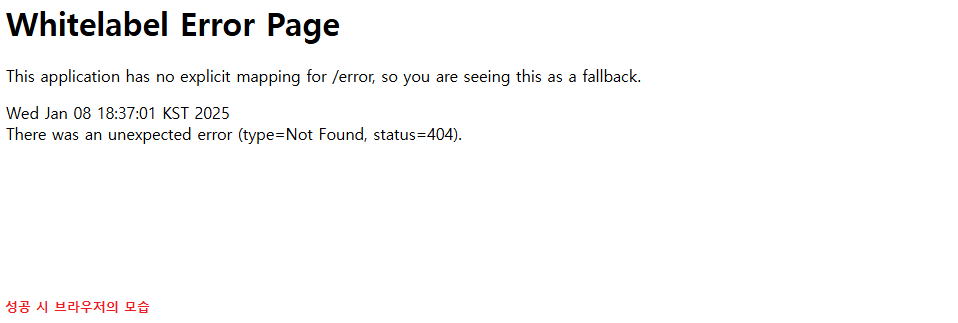 Whitelabel Error Page
This application has no explicit mapping for /error, so you are seeing this as a fallback.
Wed Jan 08 18:37:01 KST 2025
There was an unexpected error (type=Not Found, status=404).
성공 시 브라우저의 모습